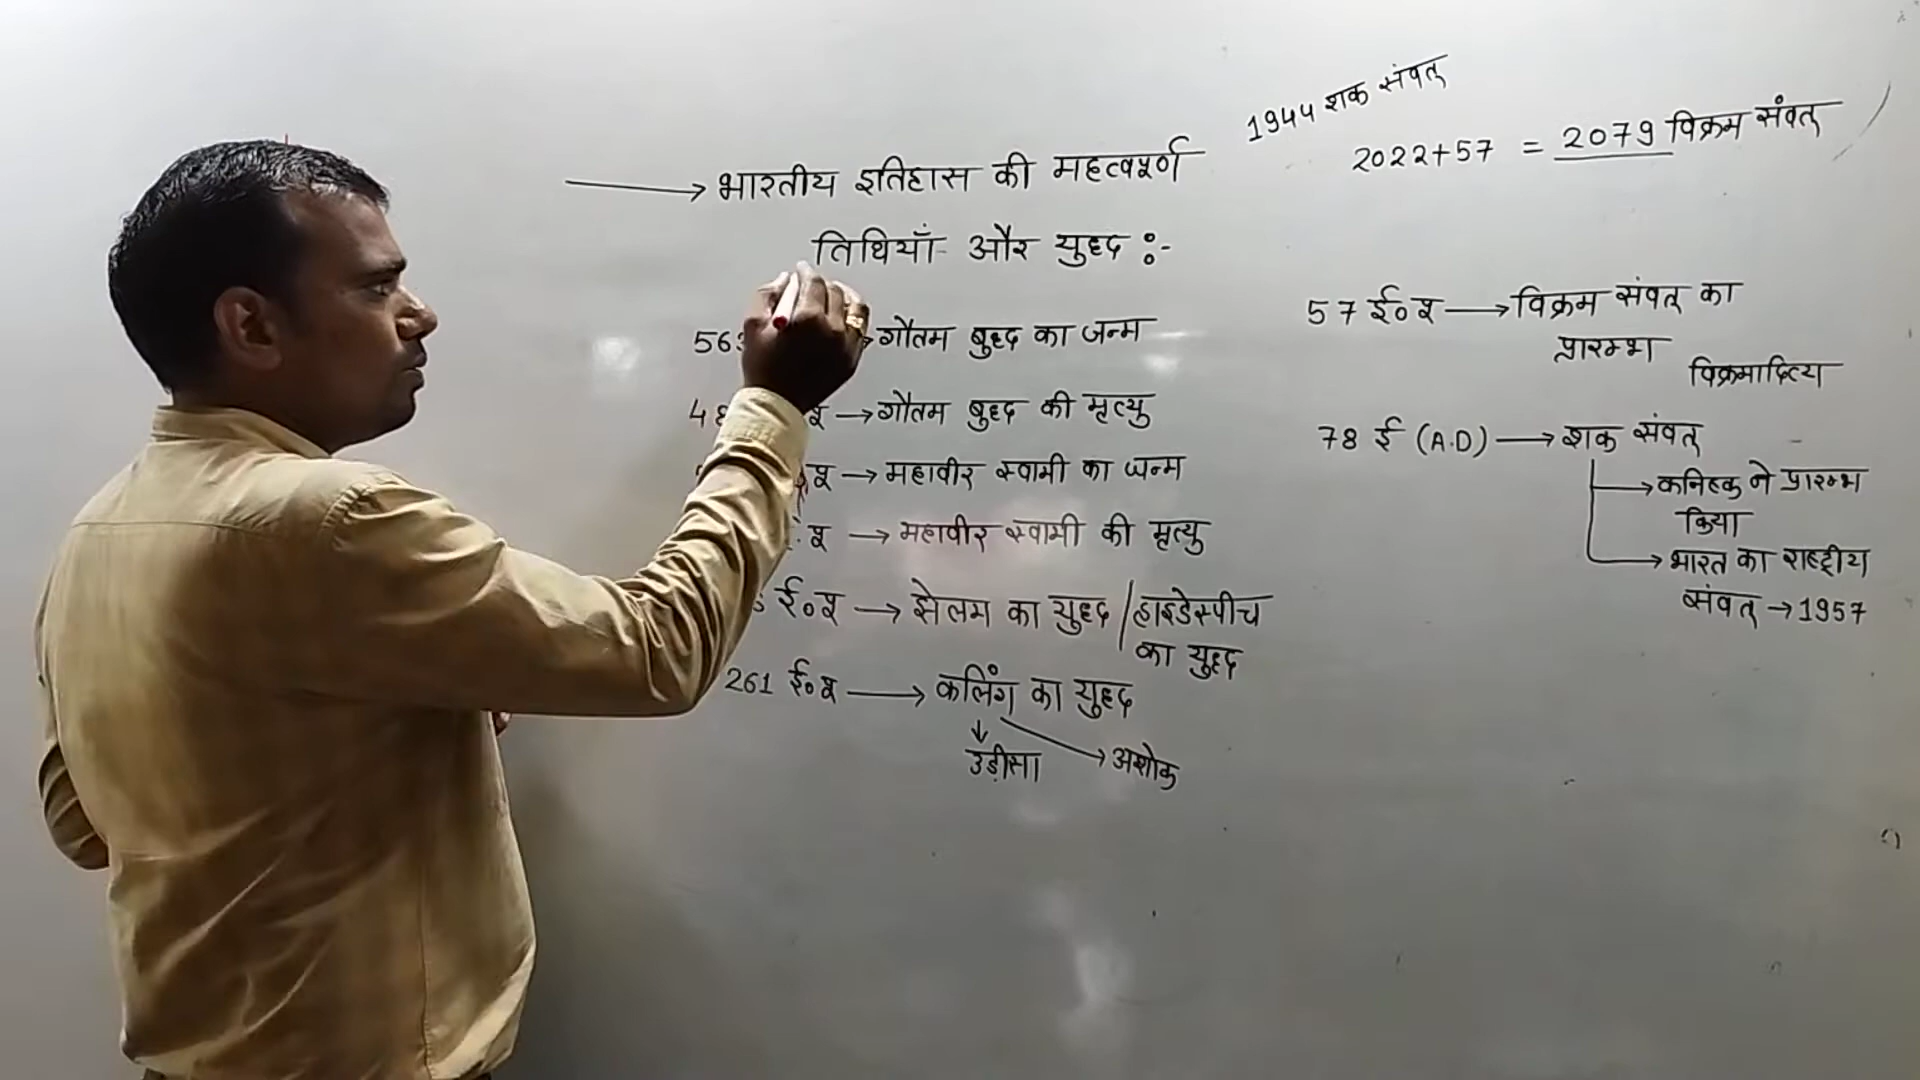 1944 शक संवत्
2022+57 = 2079 विक्रम संवत्
→ भारतीय इतिहास की महत्वपूर्ण
तिथियाँ और युद्ध :-
→ गौतम बुद्ध का जन्म
→ गौतम बुद्ध की मृत्यु
→ महावीर स्वामी का जन्म
→ महावीर स्वामी की मृत्यु
ई०पू → झेलम का युद्ध / हाइडेस्पीच
का युद्ध
261 ई०पू → कलिंग का युद्ध
↓ उड़ीसा → अशोक
57 ई०पू → विक्रम संवत् का
प्रारम्भ
विक्रमादित्य
78 ई (A.D) → शक संवत्
→ कनिष्क ने प्रारम्भ
किया
→ भारत का राष्ट्रीय
संवत् → 1957